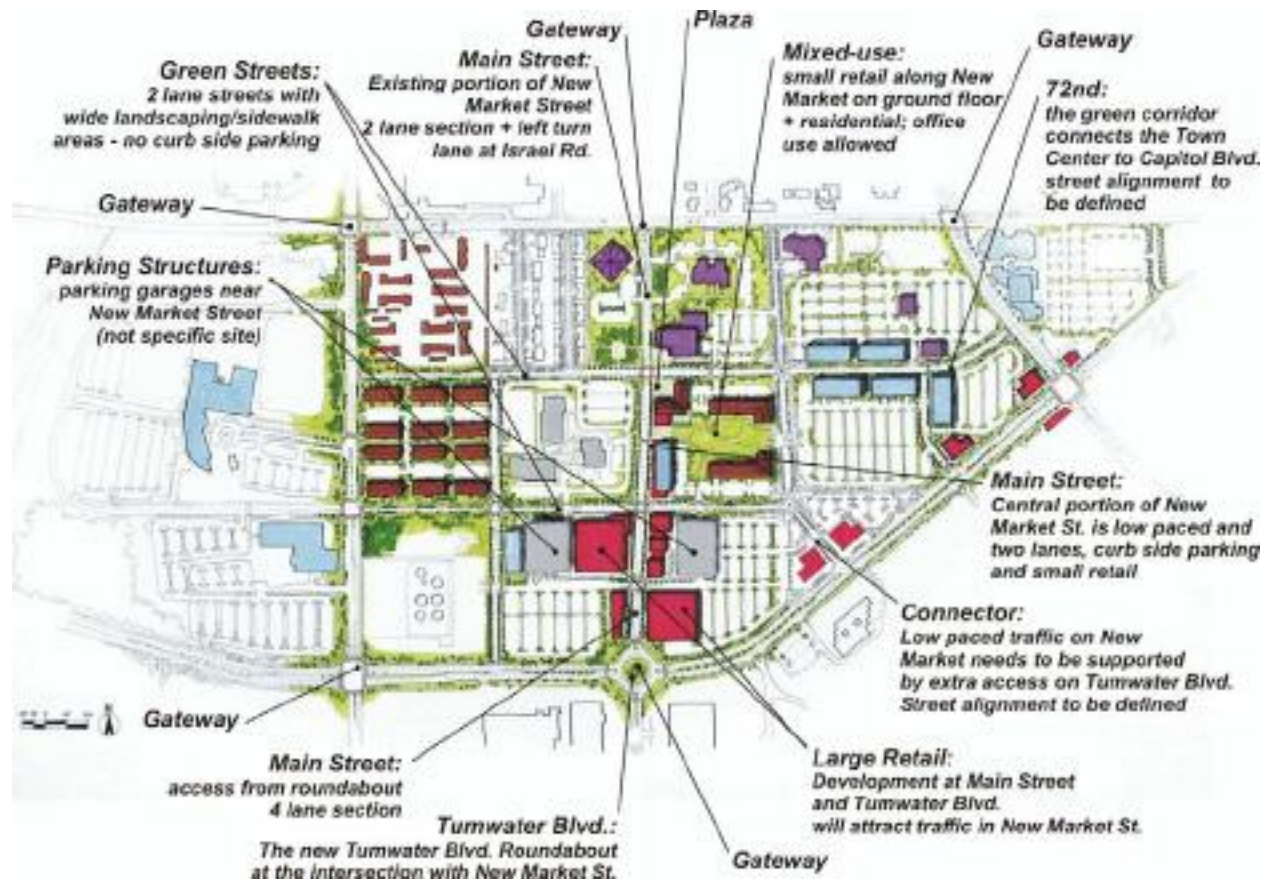 Gateway
Plaza
Main Street:
Existing portion of New
Market Street
2 lane section + left turn
lane at Israel Rd.
Green Streets:
2 lane streets with
wide landscaping/sidewalk
areas - no curb side parking
Mixed-use:
small retail along New
Market on ground floor
+ residential; office
use allowed
Gateway
72nd:
the green corridor
connects the Town
Center to Capitol Blvd.
street alignment to
be defined
Gateway
Parking Structures:
parking garages near
New Market Street
(not specific site)
Main Street:
Central portion of New
Market St. is low paced and
two lanes, curb side parking
and small retail
Connector:
Low paced traffic on New
Market needs to be supported
by extra access on Tumwater Blvd.
Street alignment to be defined
Gateway
Main Street:
access from roundabout
4 lane section
Large Retail:
Development at Main Street
and Tumwater Blvd.
will attract traffic in New Market St.
Tumwater Blvd.:
The new Tumwater Blvd. Roundabout
at the intersection with New Market St.
Gateway